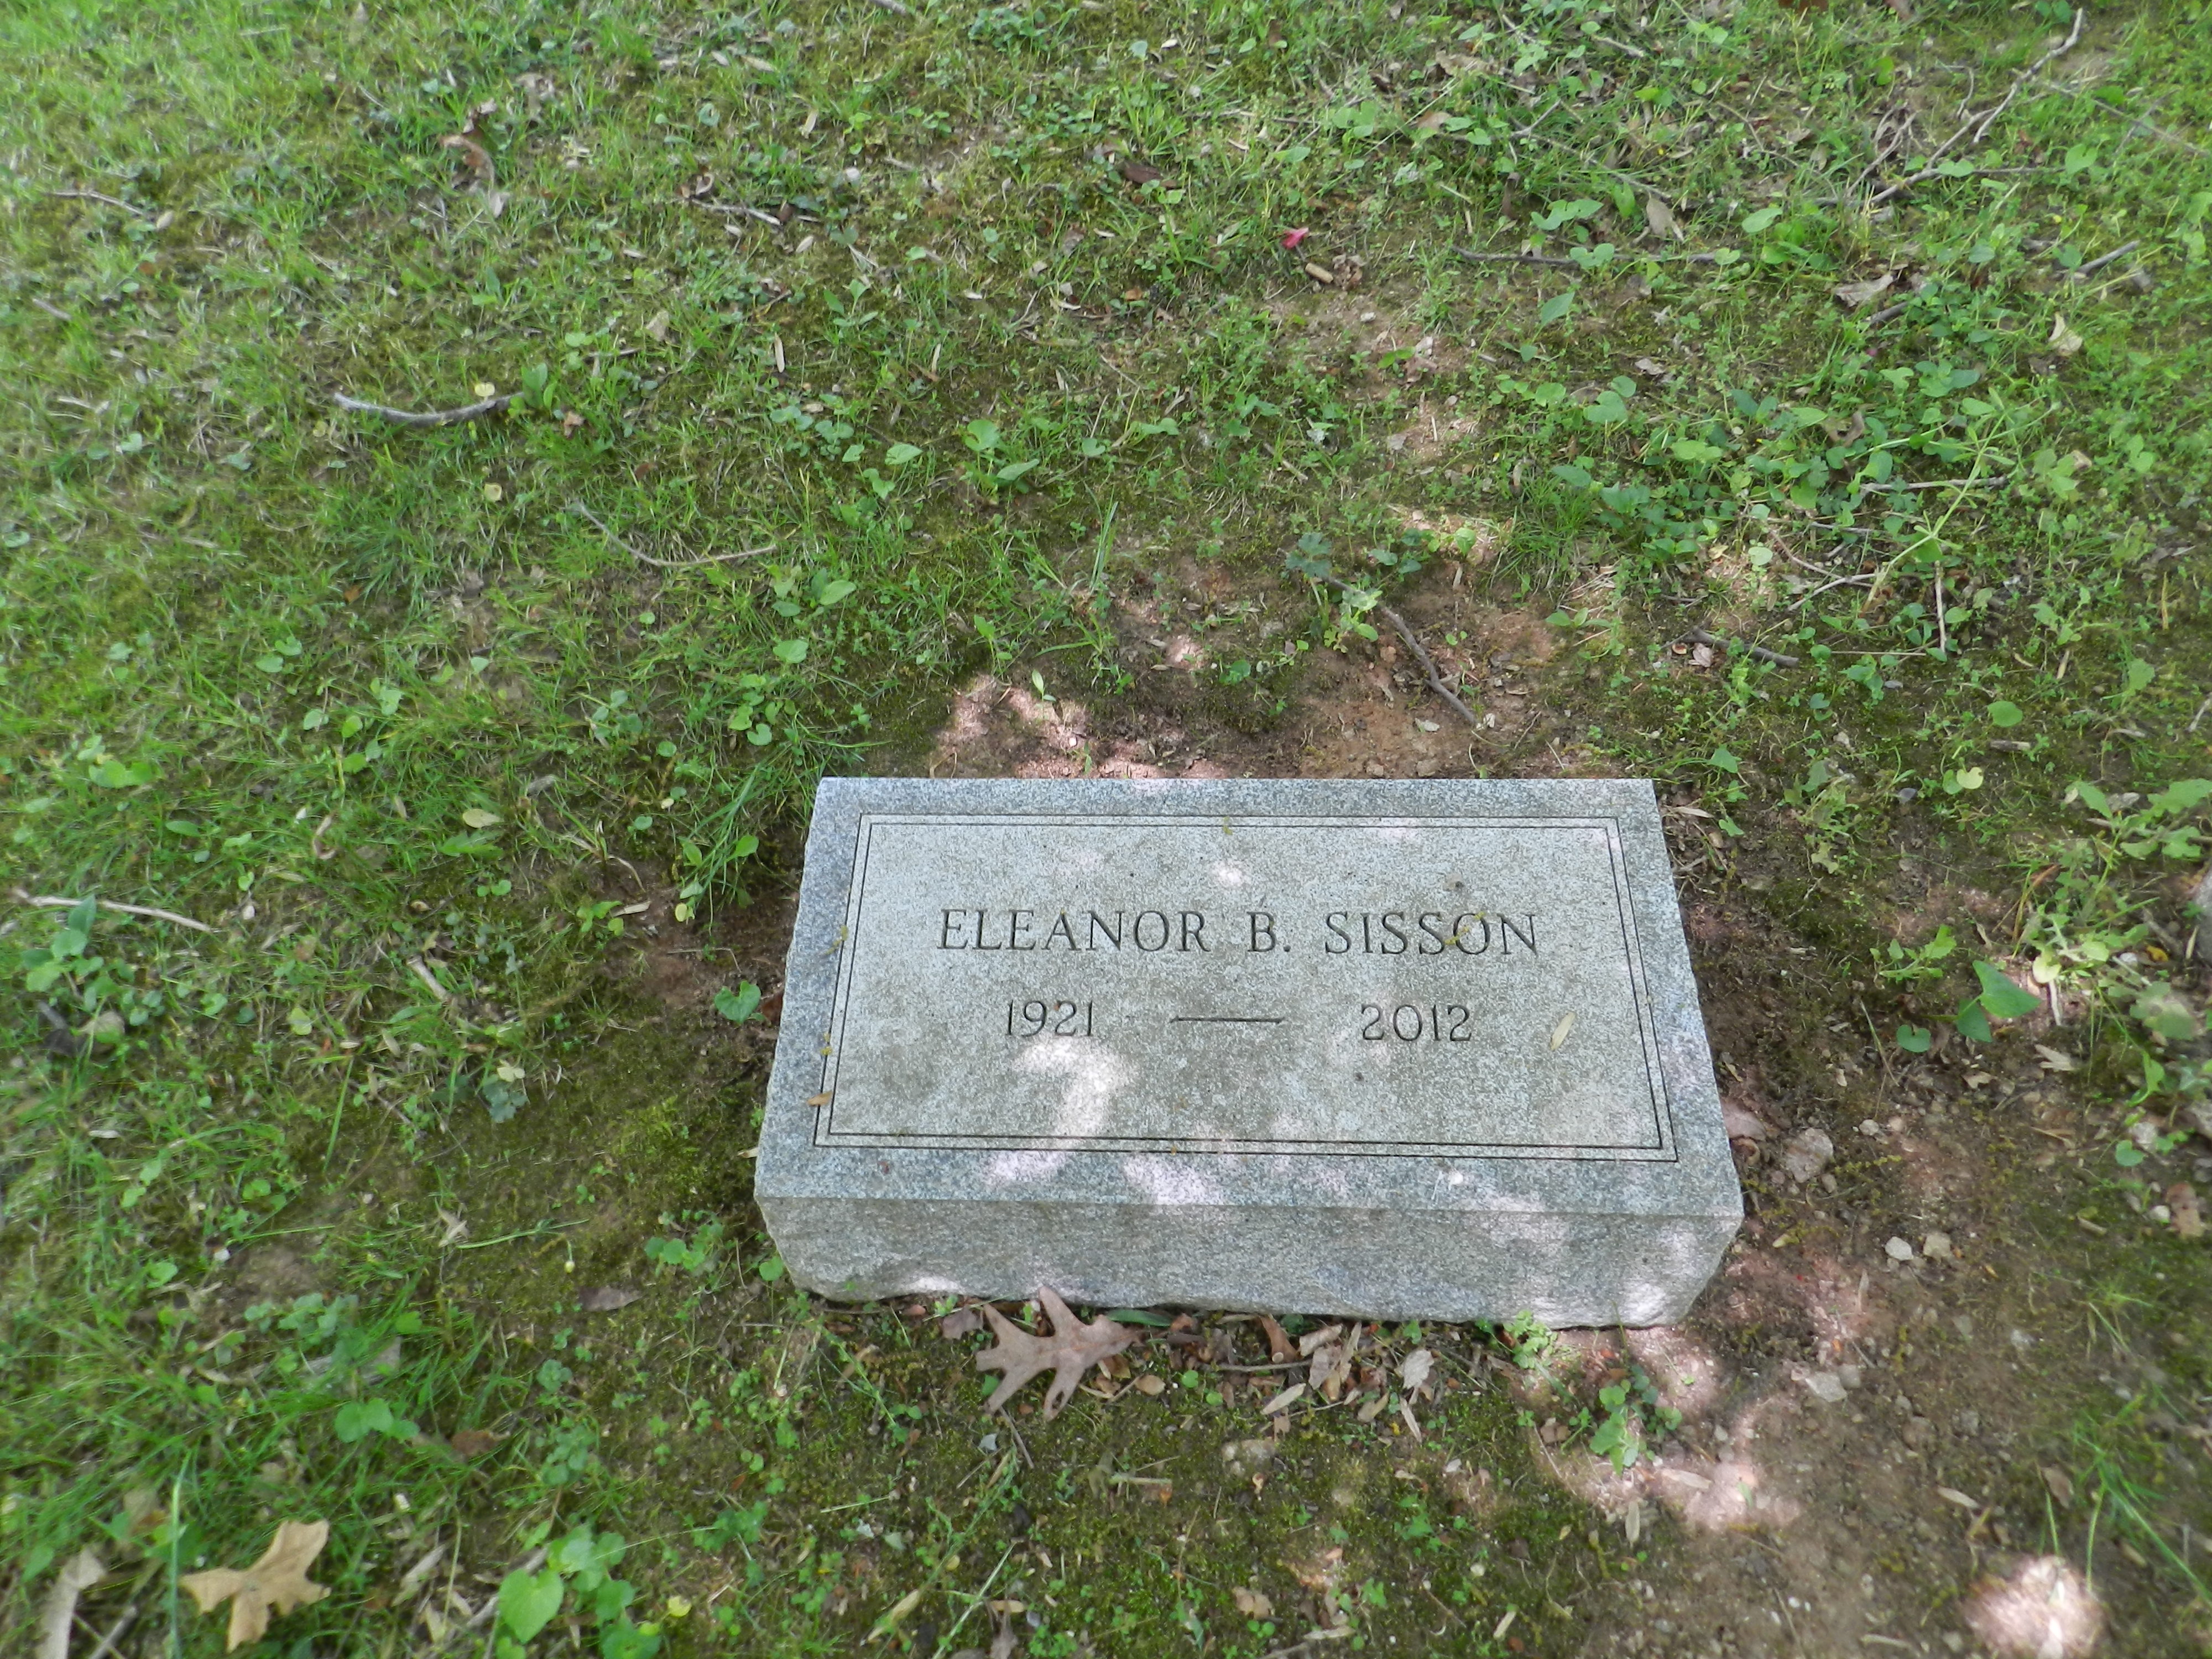 ELEANOR B. SISSON
1921 — 2012